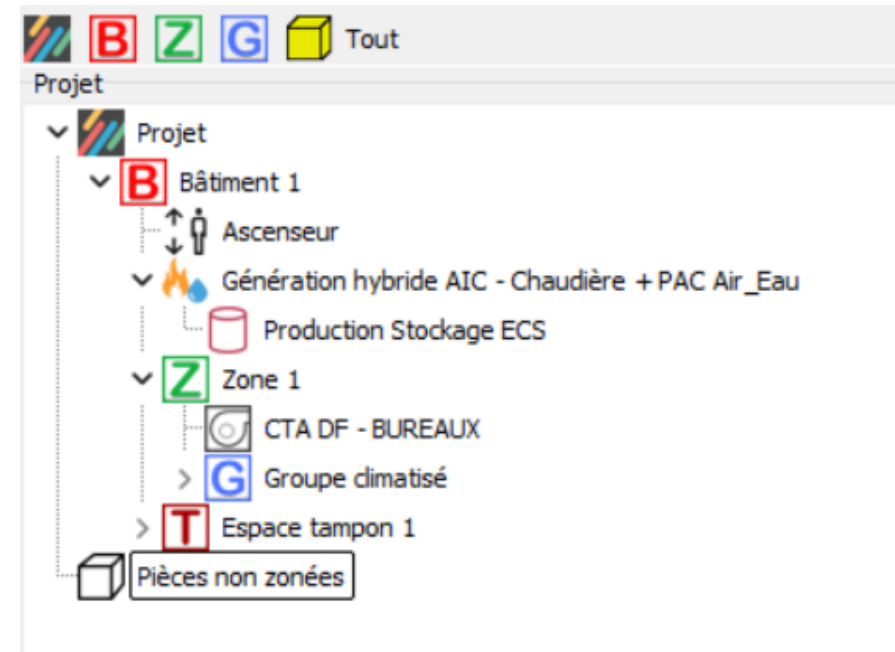 B Z G Tout
Projet
Projet
B Bâtiment 1
Ascenseur
Génération hybride AIC - Chaudière + PAC Air_Eau
Production Stockage ECS
Z Zone 1
CTA DF - BUREAUX
G Groupe climatisé
T Espace tampon 1
Pièces non zonées